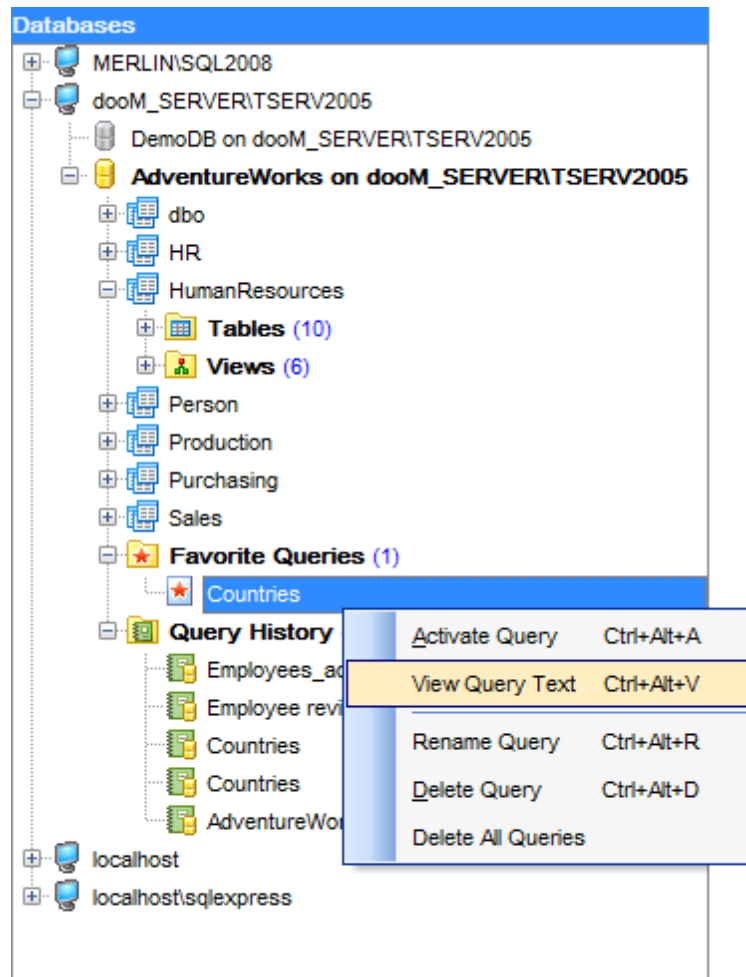 Databases
MERLIN\SQL2008
dooM_SERVER\TSERV2005
DemoDB on dooM_SERVER\TSERV2005
AdventureWorks on dooM_SERVER\TSERV2005
dbo
HR
HumanResources
Tables (10)
Views (6)
Person
Production
Purchasing
Sales
Favorite Queries (1)
Countries
Query History
Employees_ad
Employee revi
Countries
Countries
AdventureWor
localhost
localhost\sqlexpress
Activate Query Ctrl+Alt+A
View Query Text Ctrl+Alt+V
Rename Query Ctrl+Alt+R
Delete Query Ctrl+Alt+D
Delete All Queries